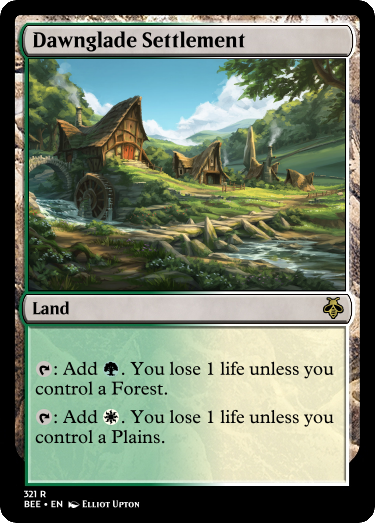 Dawnglade Settlement
Land
: Add . You lose 1 life unless you
control a Forest.
: Add . You lose 1 life unless you
control a Plains.
321 R
BEE • EN Elliot Upton